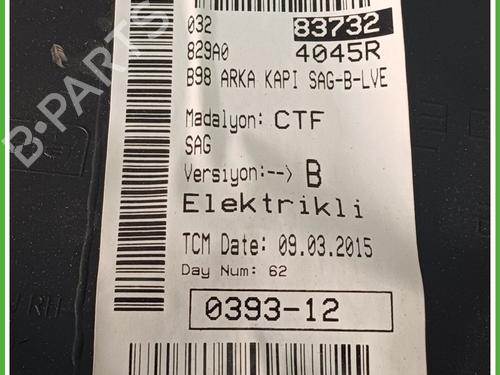 032 83732
829A0 4045R
B98 ARKA KAPI SAG-B-LVE
Madalyon: CTF
SAG
Versiyon:--> B
Elektrikli
TCM Date: 09.03.2015
Day Num: 62
0393-12
RH